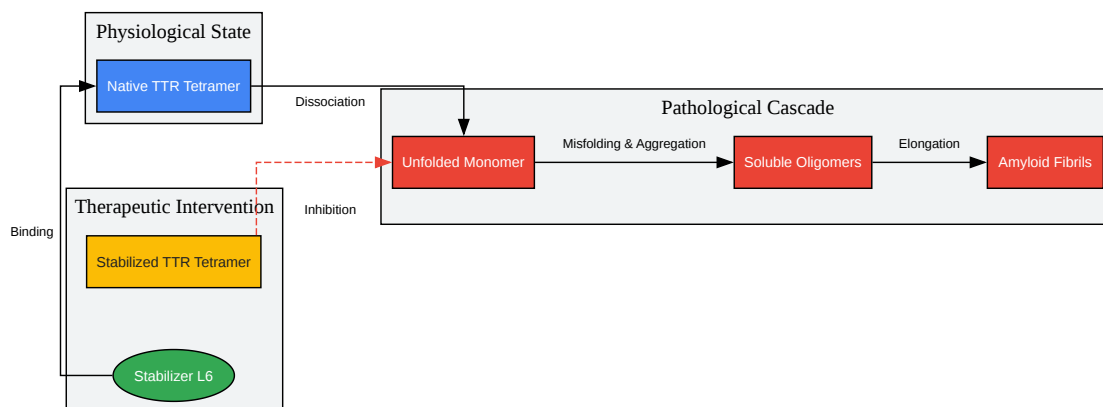 Physiological State
Native TTR Tetramer
Dissociation
Pathological Cascade
Unfolded Monomer
Misfolding & Aggregation
Soluble Oligomers
Elongation
Amyloid Fibrils
Therapeutic Intervention
Inhibition
Binding
Stabilized TTR Tetramer
Stabilizer L6